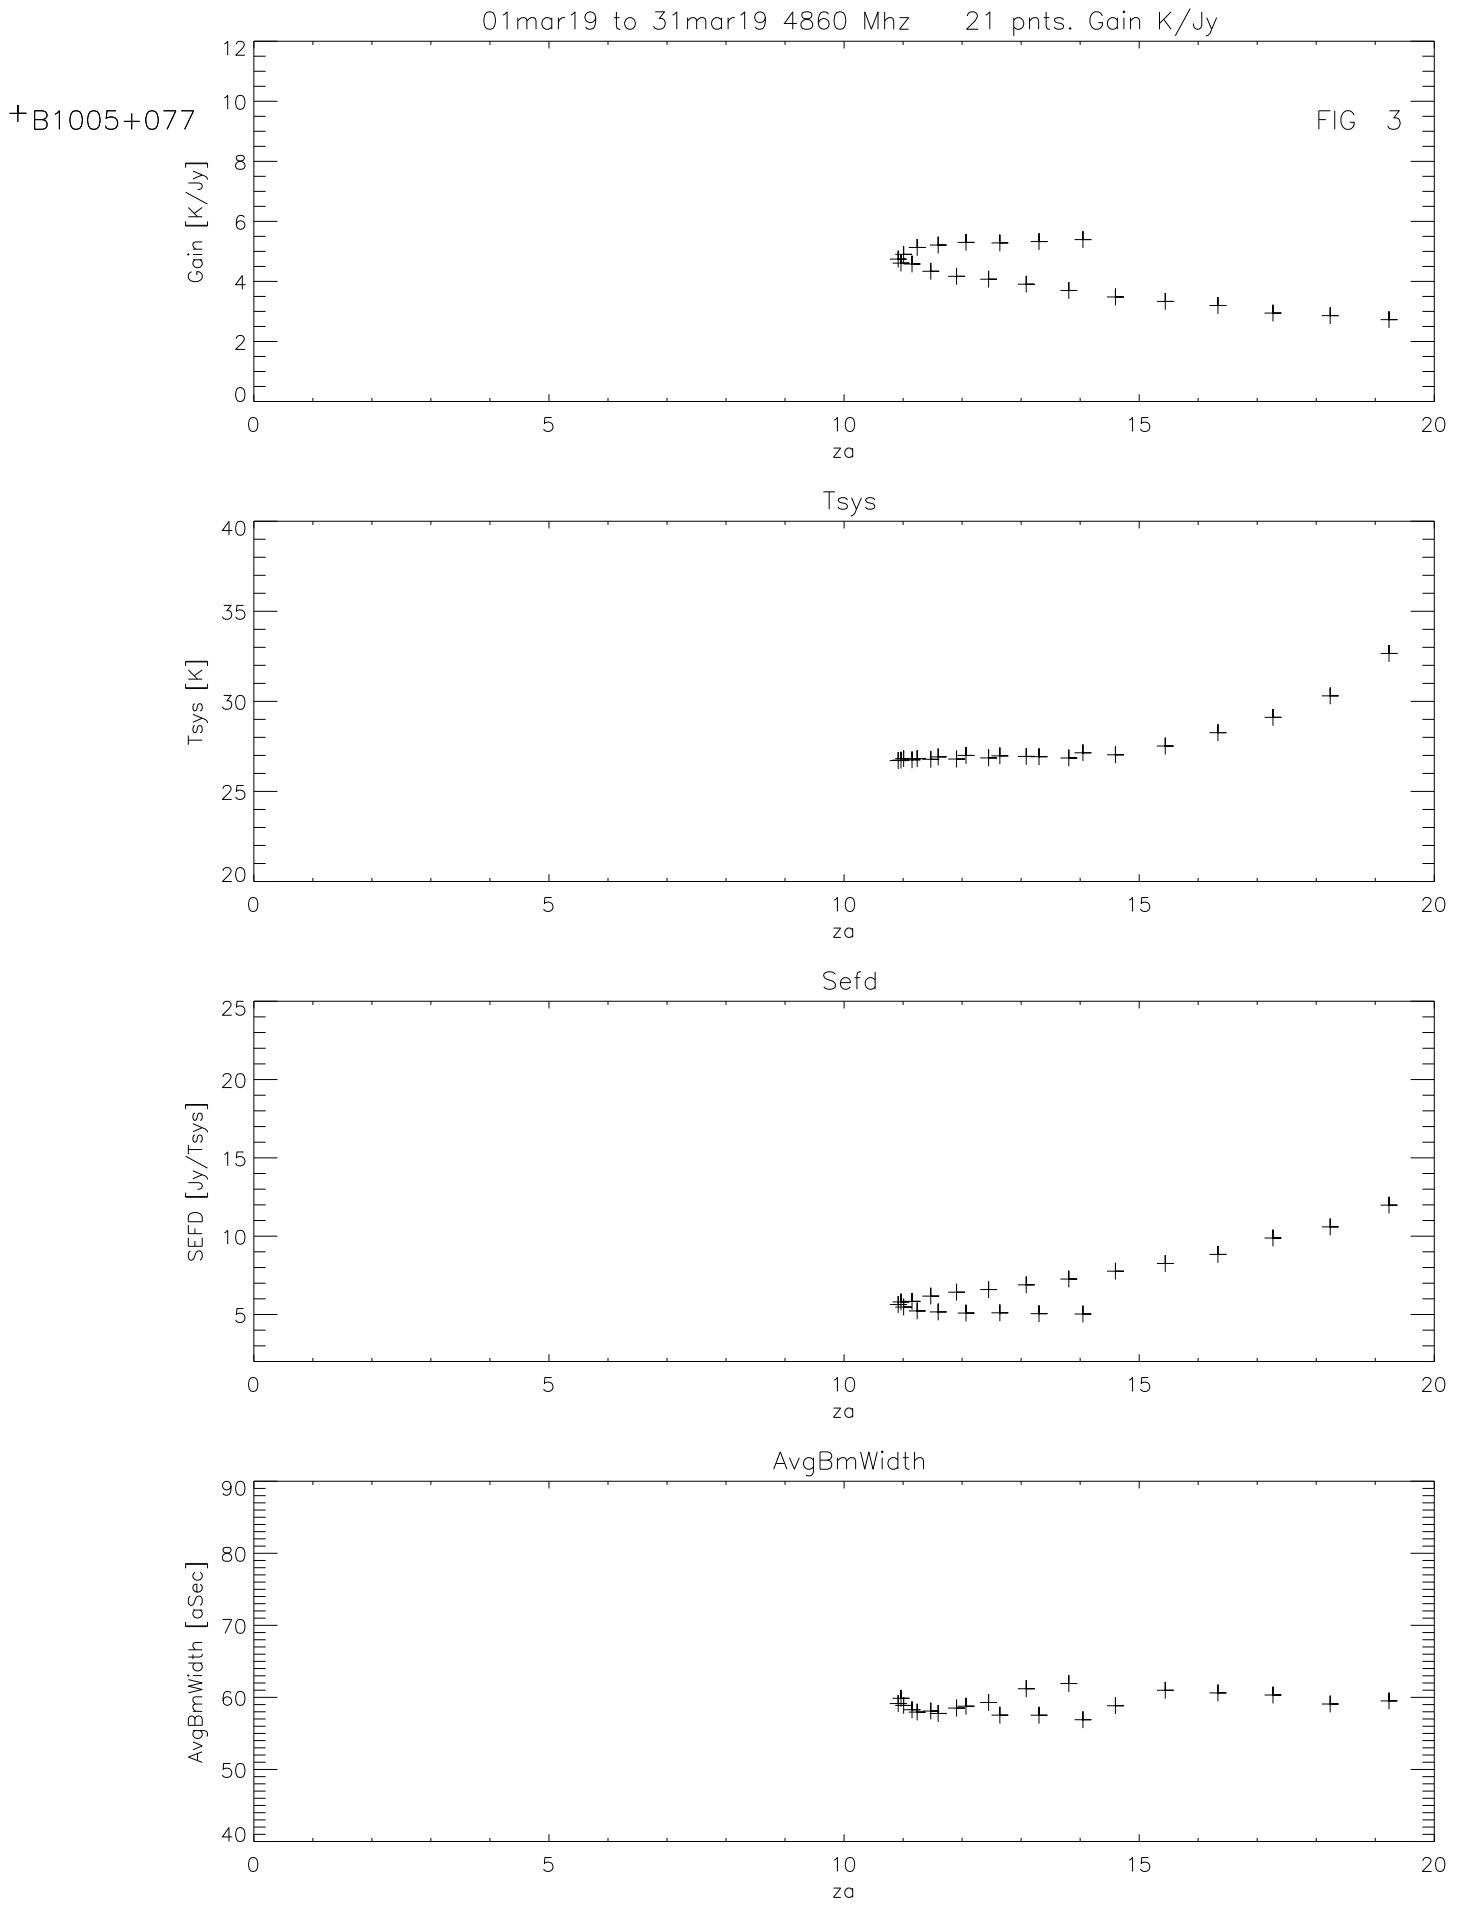 01mar19 to 31mar19 4860 Mhz 21 pnts. Gain K/Jy
+B1005+077
FIG 3
Gain [K/Jy]
12
10
8
6
4
2
0
0 5 10 15 20
za
Tsys
Tsys [K]
40
35
30
25
20
0 5 10 15 20
za
Sefd
SEFD [Jy/Tsys]
25
20
15
10
5
0 5 10 15 20
za
AvgBmWidth
AvgBmWidth [aSec]
90
80
70
60
50
40
0 5 10 15 20
za